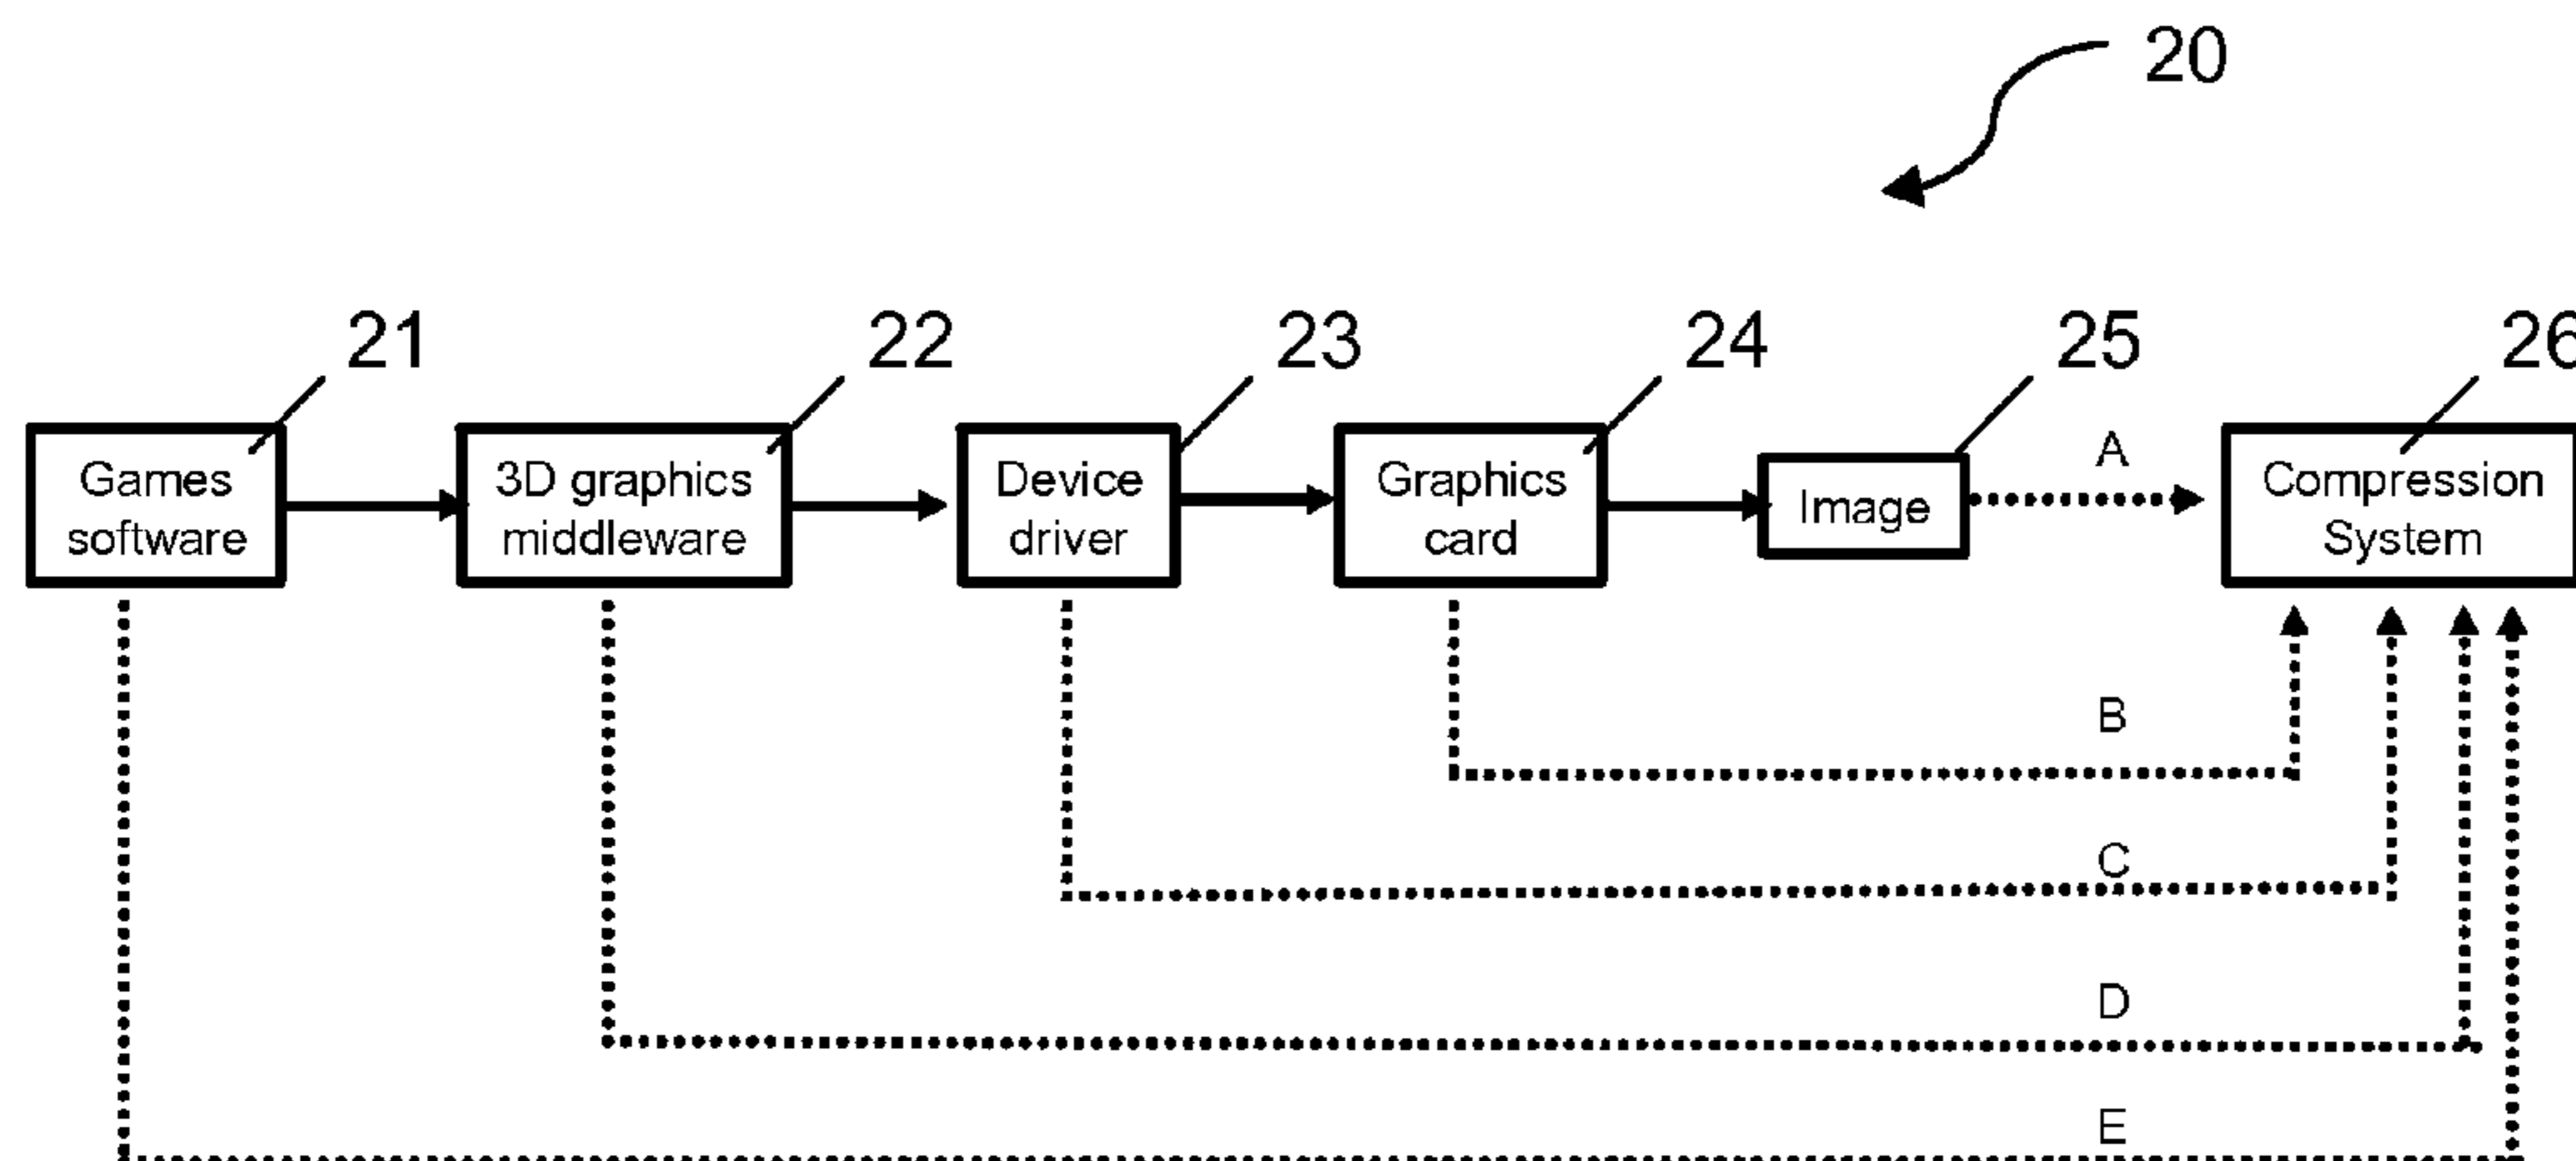 20
21
22
23
24
25
26
Games
software
3D graphics
middleware
Device
driver
Graphics
card
Image
A
Compression
System
B
C
D
E